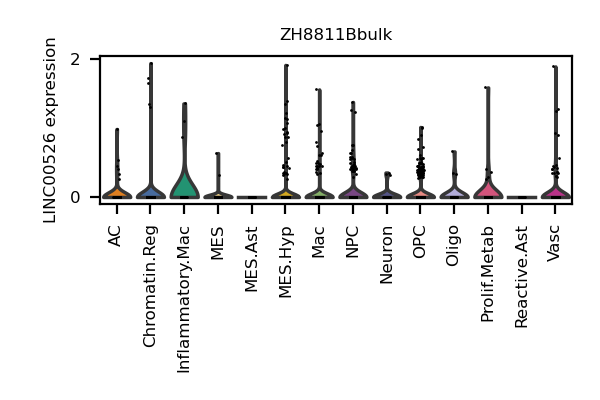 ZH8811Bbulk
LINC00526 expression
2
0
AC
Chromatin.Reg
Inflammatory.Mac
MES
MES.Ast
MES.Hyp
Mac
NPC
Neuron
OPC
Oligo
Prolif.Metab
Reactive.Ast
Vasc